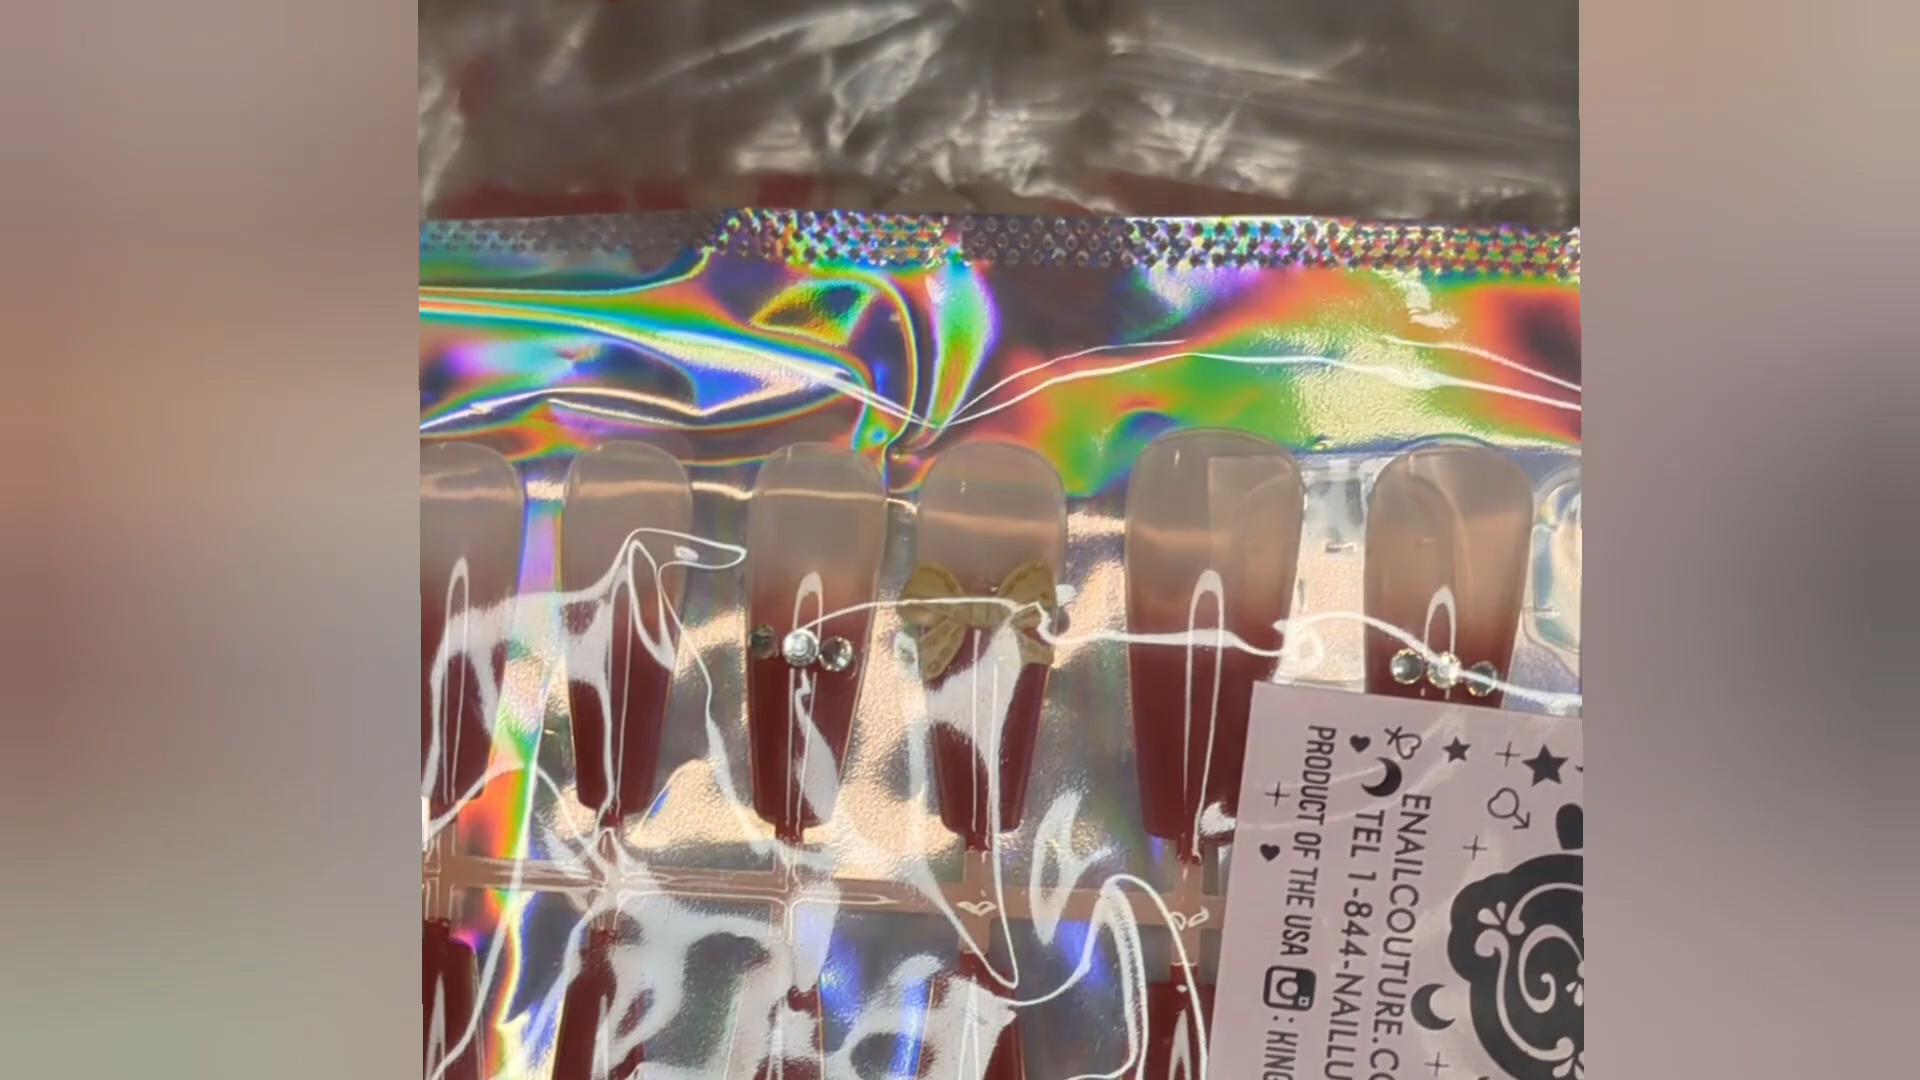 ENAILCOUTURE.CO
TEL 1-844-NAILLU
PRODUCT OF THE USA : KING